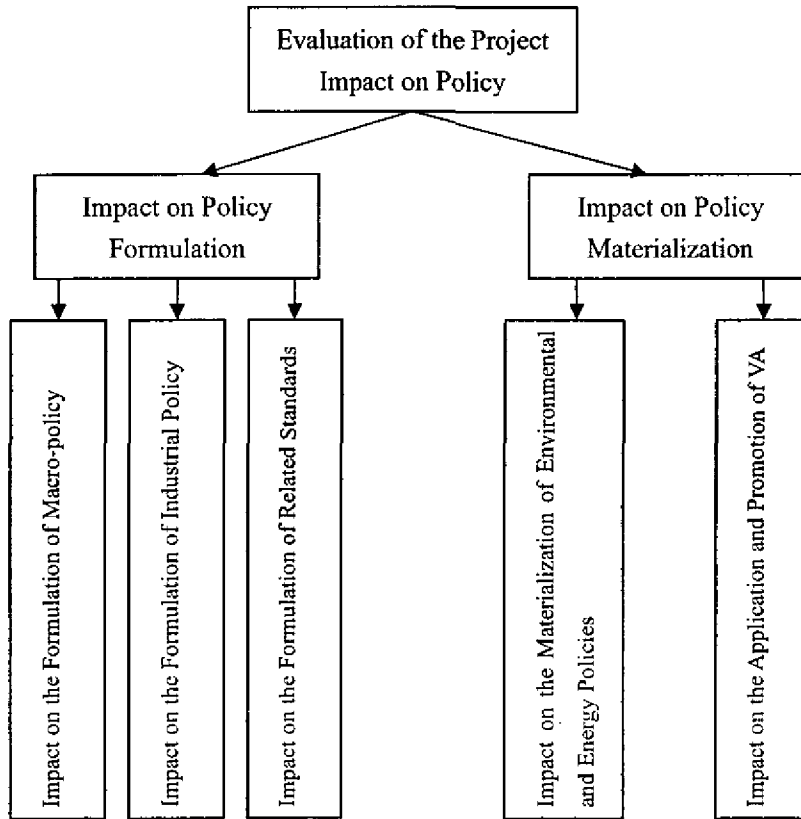 Evaluation of the Project
Impact on Policy
Impact on Policy
Formulation
Impact on Policy
Materialization
Impact on the Formulation of Macro-policy
Impact on the Formulation of Industrial Policy
Impact on the Formulation of Related Standards
Impact on the Materialization of Environmental
and Energy Policies
Impact on the Application and Promotion of VA